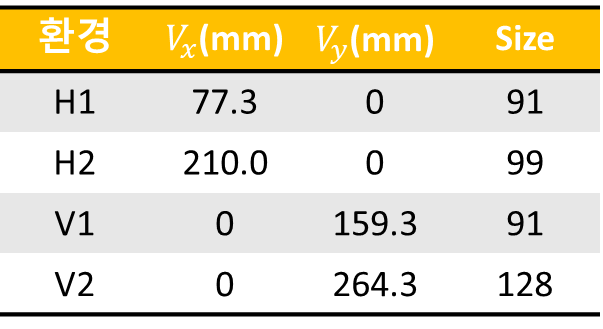 환경 Vx(mm) Vy(mm) Size
H1 77.3 0 91
H2 210.0 0 99
V1 0 159.3 91
V2 0 264.3 128